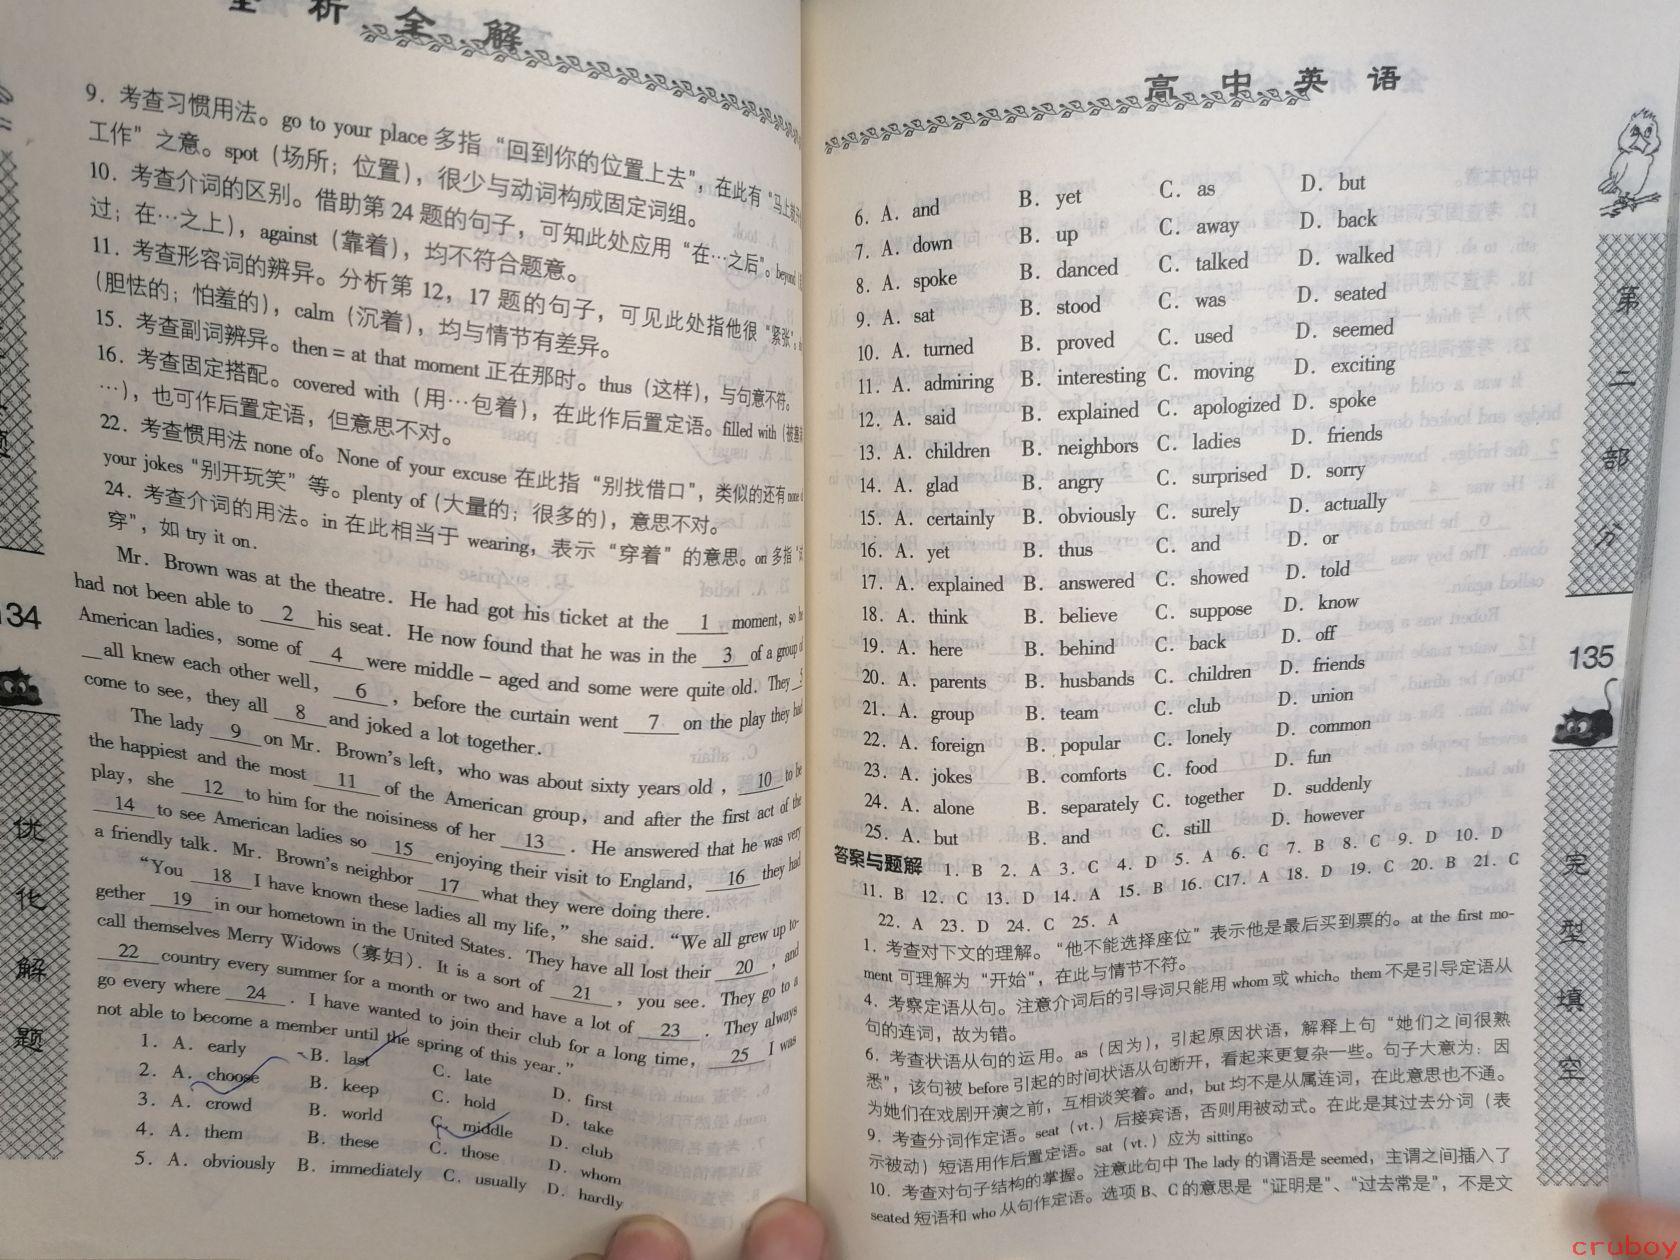 全 析 全 解
9. 考查习惯用法。go to your place 多指“回到你的位置上去”，在此有“马上
工作”之意。spot（场所；位置），很少与动词构成固定词组。
10. 考查介词的区别。借助第 24 题的句子，可知此处应用“在…之后”。beyond
过；在…之上），against（靠着），均不符合题意。
11. 考查形容词的辨异。分析第 12，17 题的句子，可见此处指他很“紧张”。
(胆怯的；怕羞的），calm（沉着），均与情节有差异。
15. 考查副词辨异。then = at that moment 正在那时。thus（这样），与句意不符。
16. 考查固定搭配。covered with（用…包着），在此作后置定语。filled with（被
…），也可作后置定语，但意思不对。
22. 考查惯用法 none of。None of your excuse 在此指“别找借口”，类似的还有 none
your jokes “别开玩笑”等。plenty of（大量的；很多的），意思不对。
24. 考查介词的用法。in 在此相当于 wearing，表示“穿着”的意思。on 多指
穿”，如 try it on.
Mr. Brown was at the theatre. He had got his ticket at the 1 moment, so he
had not been able to 2 his seat. He now found that he was in the 3 of a group of
American ladies, some of 4 were middle – aged and some were quite old. They 5
all knew each other well, 6 , before the curtain went 7 on the play they had
come to see, they all 8 and joked a lot together.
The lady 9 on Mr. Brown's left, who was about sixty years old , 10 to be
the happiest and the most 11 of the American group, and after the first act of the
play, she 12 to him for the noisiness of her 13 . He answered that he was very
14 to see American ladies so 15 enjoying their visit to England, 16 they had
a friendly talk. Mr. Brown's neighbor 17 what they were doing there.
“You 18 I have known these ladies all my life,” she said. “We all grew up to-
gether 19 in our hometown in the United States. They have all lost their 20 , and
call themselves Merry Widows（寡妇）. It is a sort of 21 , you see. They go to a
22 country every summer for a month or two and have a lot of 23 . They always
go every where 24 . I have wanted to join their club for a long time, 25 I was
not able to become a member until the spring of this year.”
1. A. early B. last C. late D. first
2. A. choose B. keep C. hold D. take
3. A. crowd B. world C. middle D. club
4. A. them B. these C. those D. whom
5. A. obviously B. immediately C. usually D. hardly
134
优
化
解
题
高 中 英 语
6. A. and B. yet C. as D. but
7. A. down B. up C. away D. back
8. A. spoke B. danced C. talked D. walked
9. A. sat B. stood C. was D. seated
10. A. turned B. proved C. used D. seemed
11. A. admiring B. interesting C. moving D. exciting
12. A. said B. explained C. apologized D. spoke
13. A. children B. neighbors C. ladies D. friends
14. A. glad B. angry C. surprised D. sorry
15. A. certainly B. obviously C. surely D. actually
16. A. yet B. thus C. and D. or
17. A. explained B. answered C. showed D. told
18. A. think B. believe C. suppose D. know
19. A. here B. behind C. back D. off
20. A. parents B. husbands C. children D. friends
21. A. group B. team C. club D. union
22. A. foreign B. popular C. lonely D. common
23. A. jokes B. comforts C. food D. fun
24. A. alone B. separately C. together D. suddenly
25. A. but B. and C. still D. however
答案与题解 1. B 2. A 3. C 4. D 5. A 6. C 7. B 8. C 9. D 10. D
11. B 12. C 13. D 14. A 15. B 16. C17. A 18. D 19. C 20. B 21. C
22. A 23. D 24. C 25. A
1. 考查对下文的理解。“他不能选择座位”表示他是最后买到票的。at the first mo-
ment 可理解为“开始”，在此与情节不符。
4. 考察定语从句。注意介词后的引导词只能用 whom 或 which。them 不是引导定语从
句的连词，故为错。
6. 考查状语从句的运用。as（因为），引起原因状语，解释上句“她们之间很熟
悉”，该句被 before 引起的时间状语从句断开，看起来更复杂一些。句子大意为：因
为她们在戏剧开演之前，互相谈笑着。and，but 均不是从属连词，在此意思也不通。
9. 考查分词作定语。seat（vt.）后接宾语，否则用被动式。在此是其过去分词（表
示被动）短语用作后置定语。sat（vt.）应为 sitting。
10. 考查对句子结构的掌握。注意此句中 The lady 的谓语是 seemed，主谓之间插入了
seated 短语和 who 从句作定语。选项 B、C 的意思是“证明是”、“过去常是”，不是文
第
二
部
分
135
完
型
填
空
cruboy